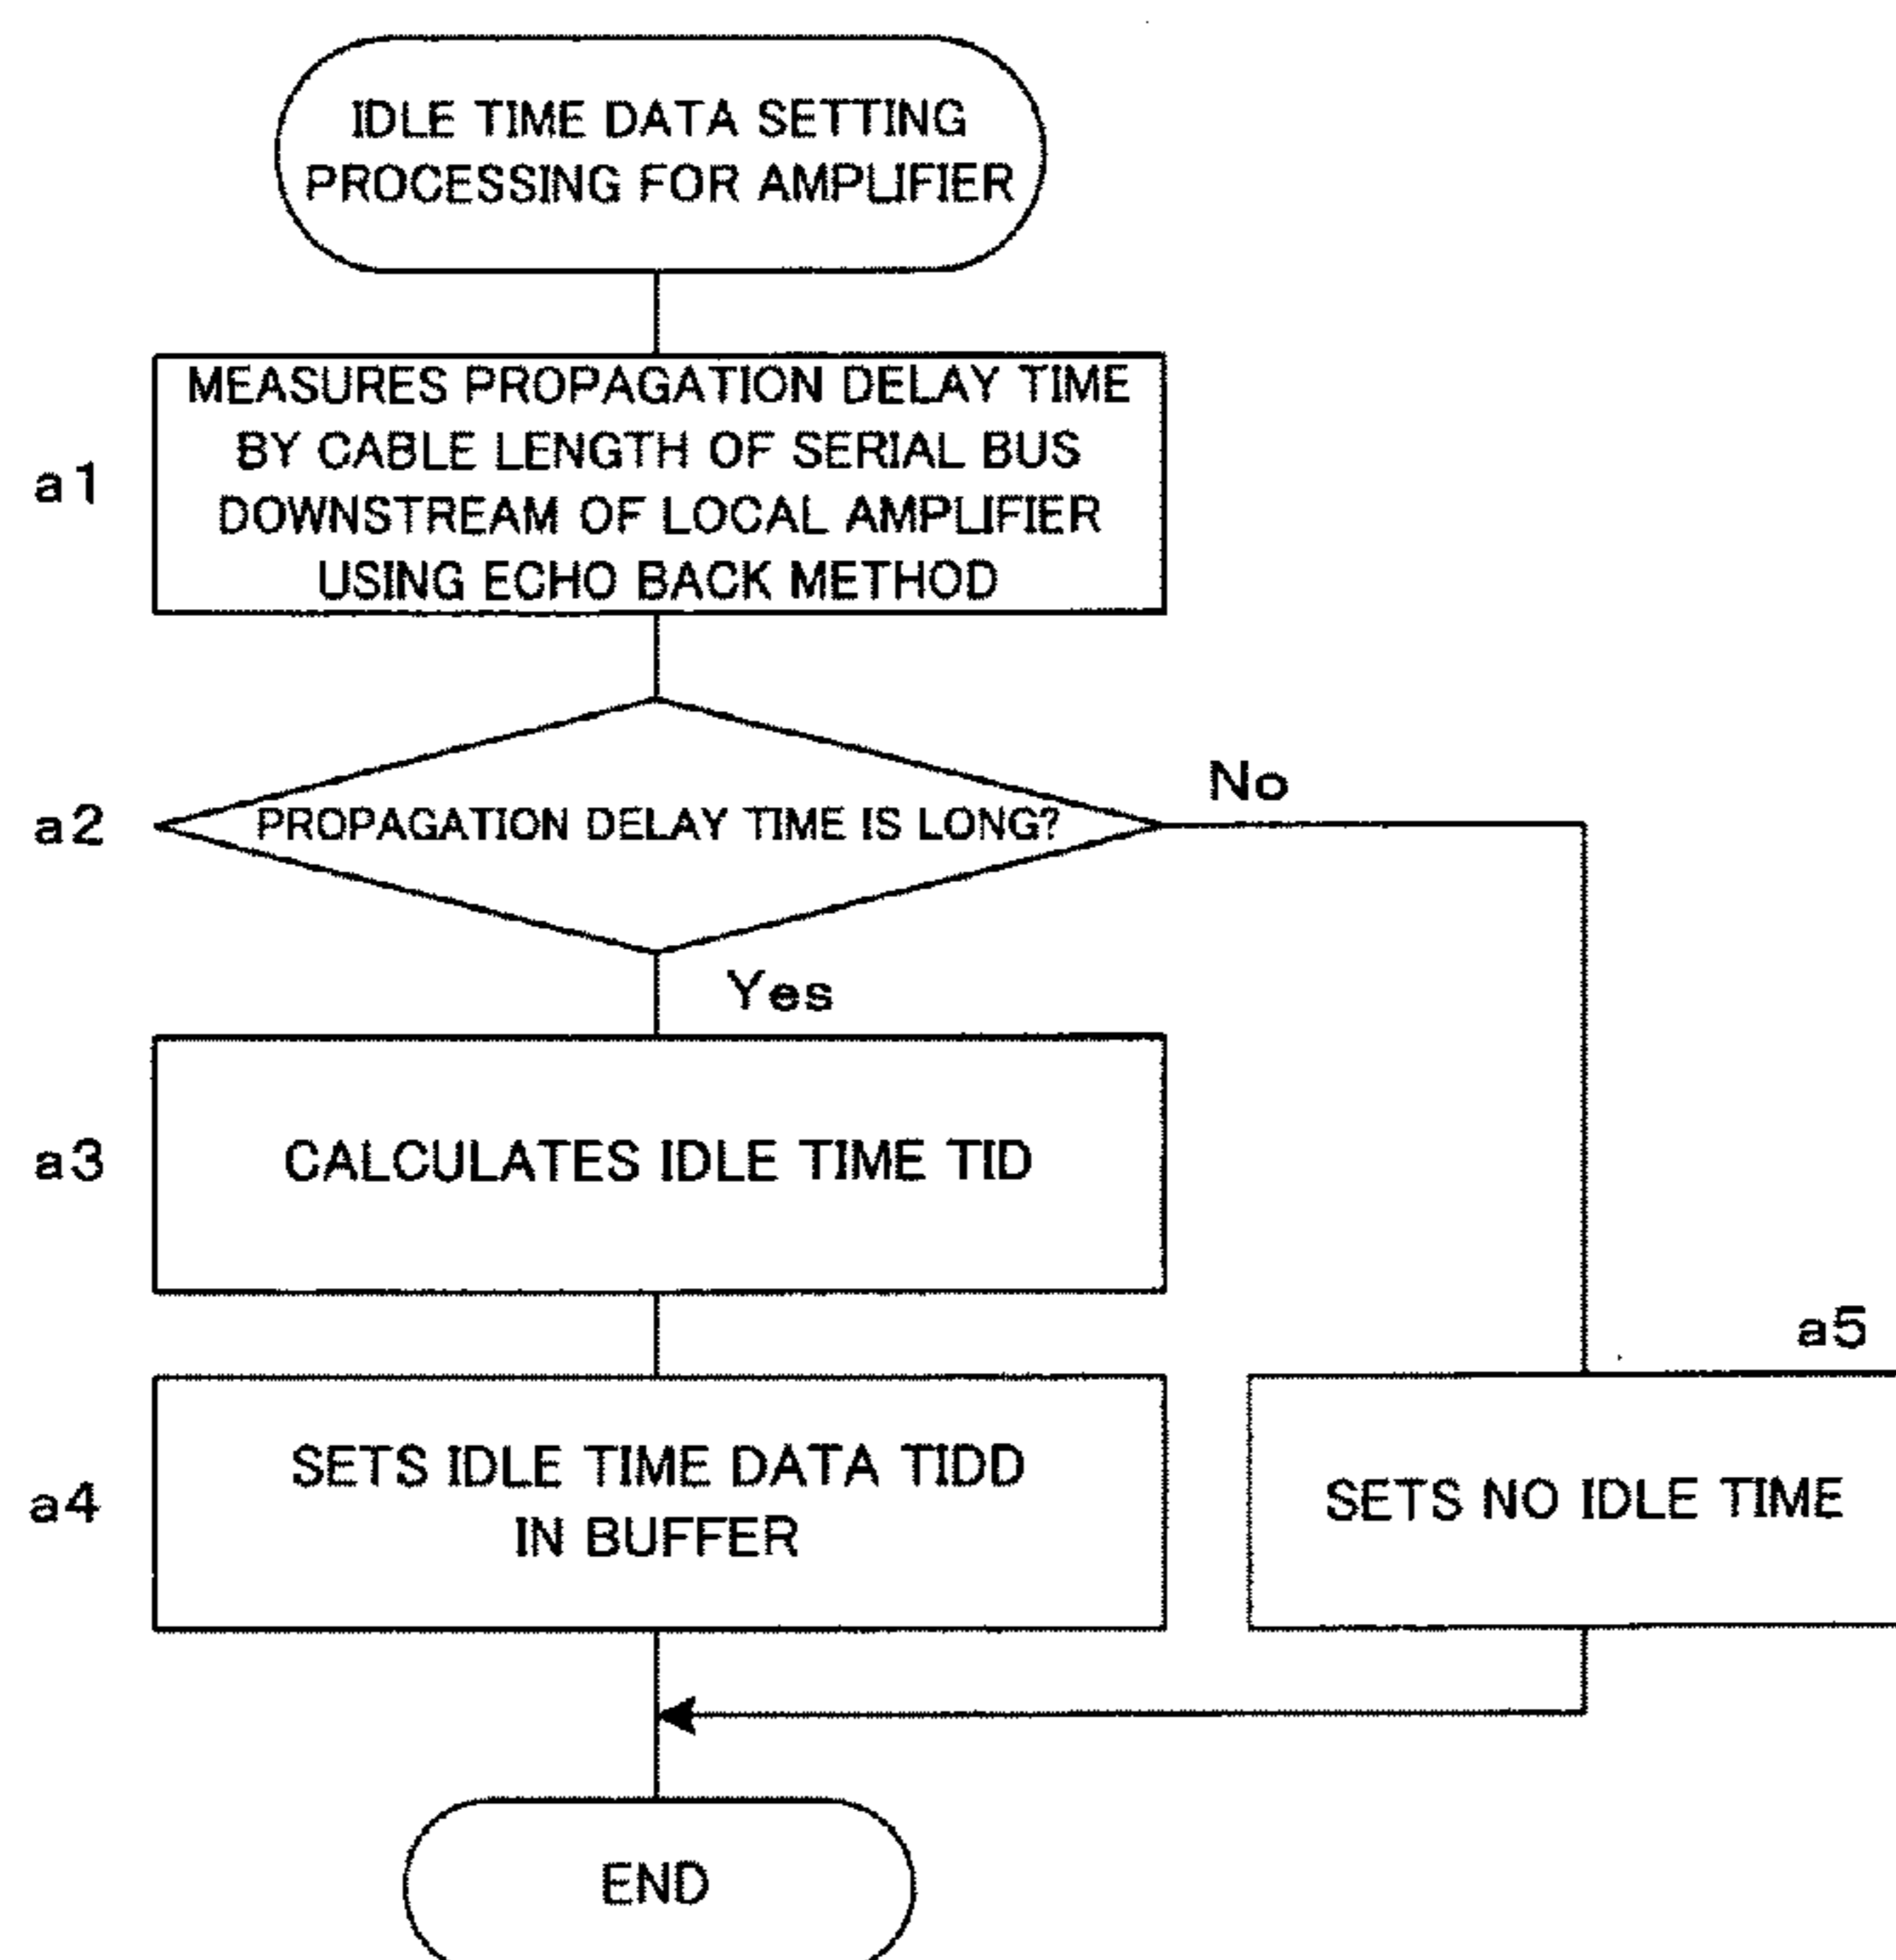 IDLE TIME DATA SETTING
PROCESSING FOR AMPLIFIER
a1
MEASURES PROPAGATION DELAY TIME
BY CABLE LENGTH OF SERIAL BUS
DOWNSTREAM OF LOCAL AMPLIFIER
USING ECHO BACK METHOD
a2
PROPAGATION DELAY TIME IS LONG?
No
Yes
a3
CALCULATES IDLE TIME TID
a4
SETS IDLE TIME DATA TIDD
IN BUFFER
a5
SETS NO IDLE TIME
END